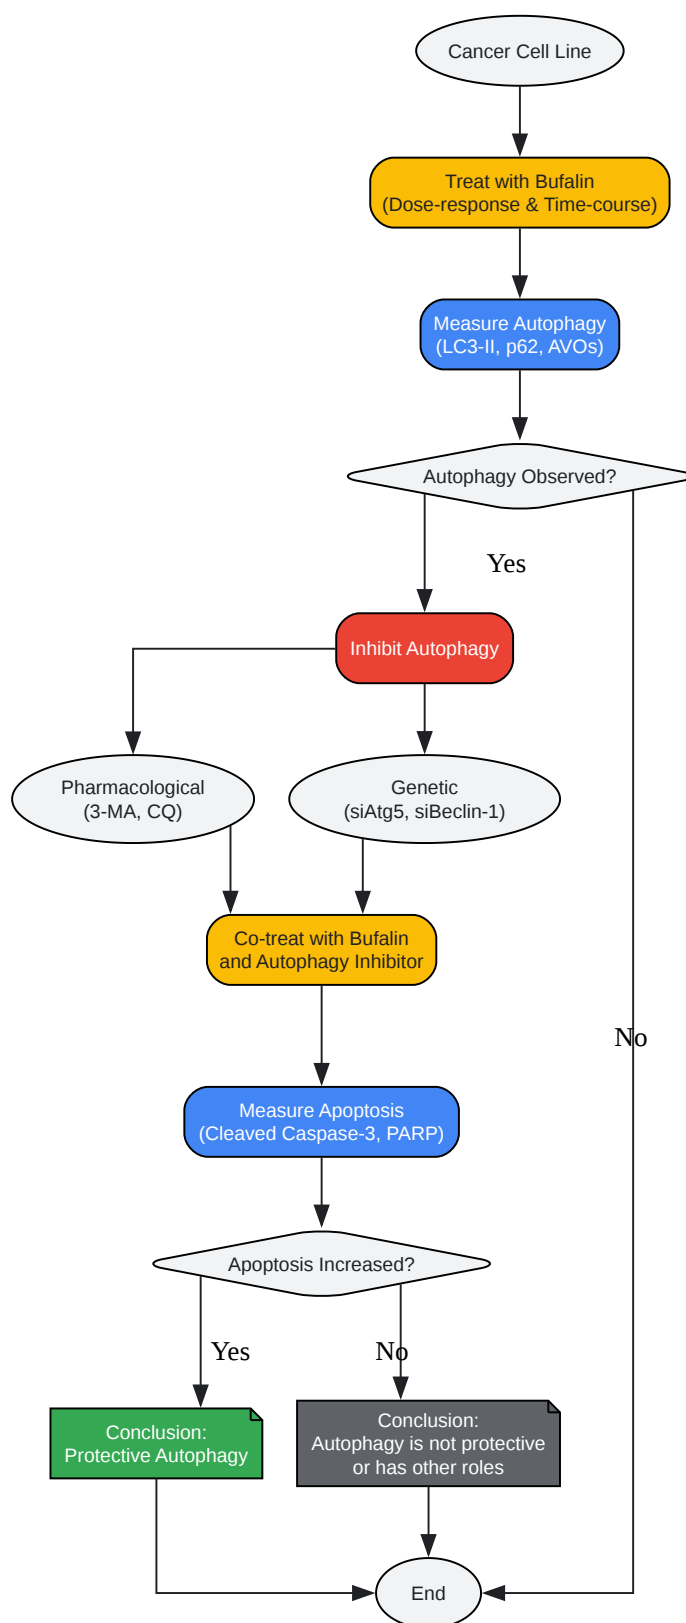 Cancer Cell Line
Treat with Bufalin
(Dose-response & Time-course)
Measure Autophagy
(LC3-II, p62, AVOs)
Autophagy Observed?
Yes
Inhibit Autophagy
Pharmacological
(3-MA, CQ)
Genetic
(siAtg5, siBeclin-1)
Co-treat with Bufalin
and Autophagy Inhibitor
No
Measure Apoptosis
(Cleaved Caspase-3, PARP)
Apoptosis Increased?
Yes
No
Conclusion:
Protective Autophagy
Conclusion:
Autophagy is not protective
or has other roles
End